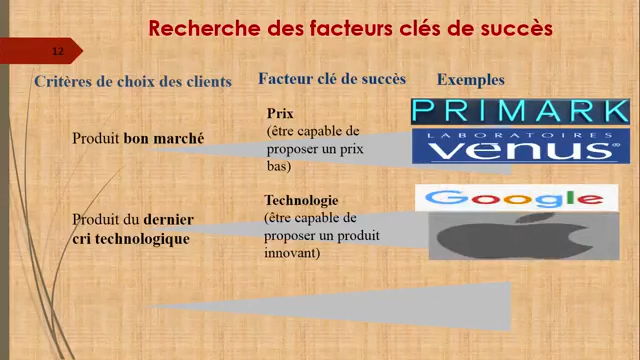 Recherche des facteurs clés de succès
12
Critères de choix des clients
Facteur clé de succès
Exemples
Produit bon marché
Prix
(être capable de
proposer un prix
bas)
PRIMARK
LABORATOIRES
venus®
Produit du dernier
cri technologique
Technologie
(être capable de
proposer un produit
innovant)
Google